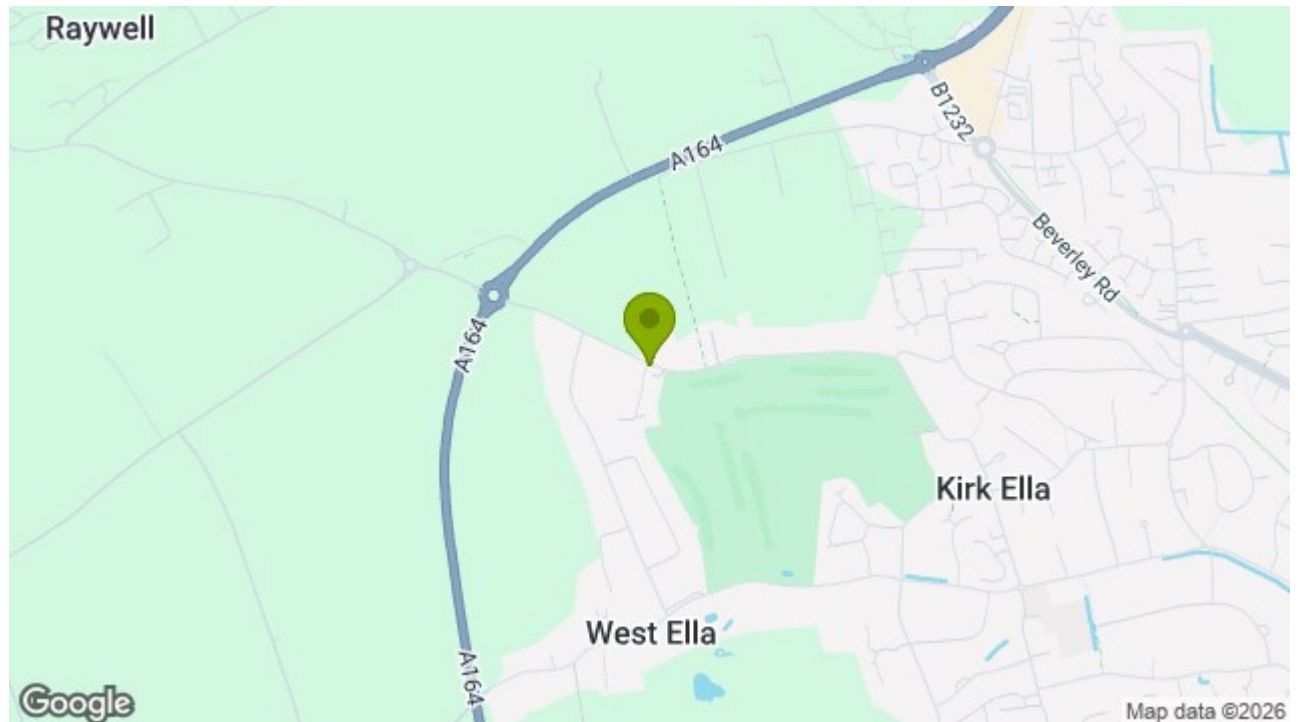 Raywell
B1232
A164
Beverley Rd
A164
Kirk Ella
West Ella
A164
Google
Map data ©2026